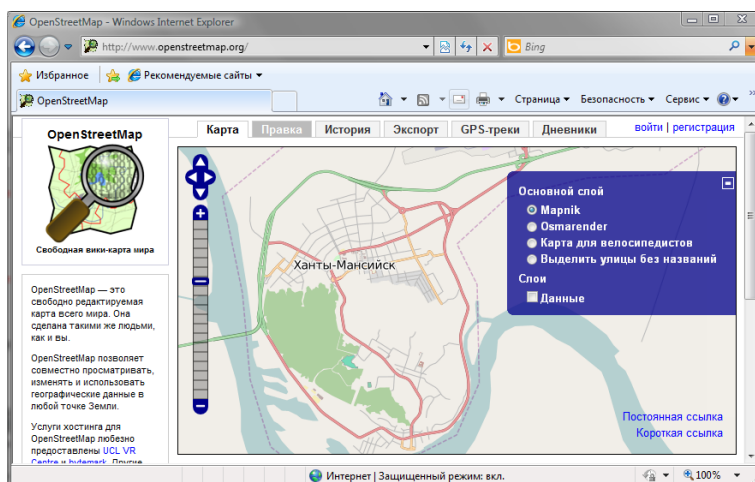 OpenStreetMap - Windows Internet Explorer
http://www.openstreetmap.org/
Bing
Избранное
Рекомендуемые сайты
OpenStreetMap
Страница
Безопасность
Сервис
OpenStreetMap
Свободная вики-карта мира
Карта
Правка
История
Экспорт
GPS-треки
Дневники
войти | регистрация
Ханты-Мансийск
Основной слой
Mapnik
Osmarender
Карта для велосипедистов
Выделить улицы без названий
Слои
Данные
OpenStreetMap — это
свободно редактируемая
карта всего мира. Она
сделана такими же людьми,
как и вы.
OpenStreetMap позволяет
совместно просматривать,
изменять и использовать
географические данные в
любой точке Земли.
Услуги хостинга для
OpenStreetMap любезно
предоставлены UCL VR
Centre и bytemark. Другие
Постоянная ссылка
Короткая ссылка
Интернет | Защищенный режим: вкл.
100%